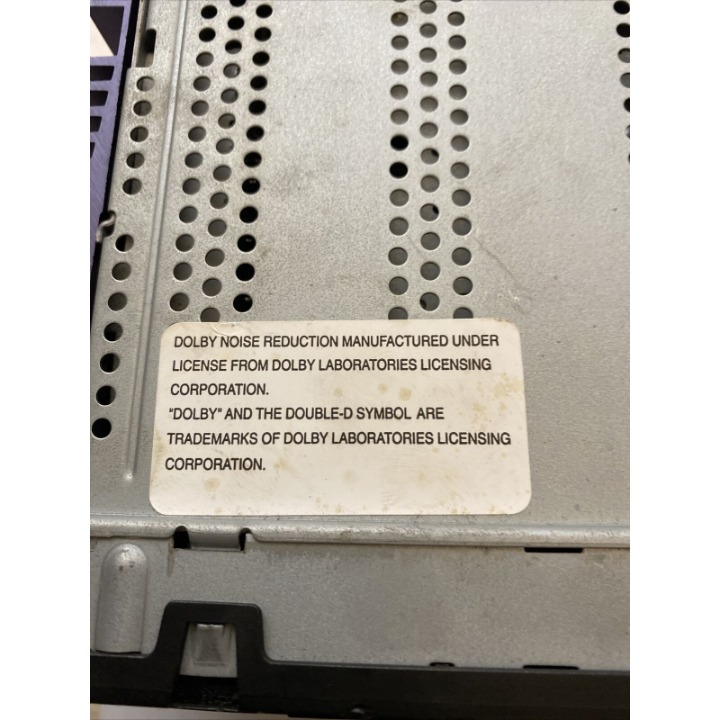 DOLBY NOISE REDUCTION MANUFACTURED UNDER
LICENSE FROM DOLBY LABORATORIES LICENSING
CORPORATION.
"DOLBY" AND THE DOUBLE-D SYMBOL ARE
TRADEMARKS OF DOLBY LABORATORIES LICENSING
CORPORATION.